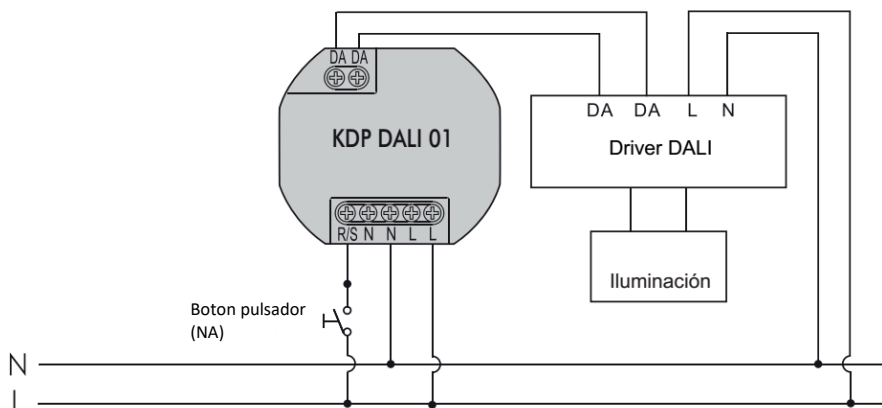 DA DA
KDP DALI 01
R/S N N L L
DA DA L N
Driver DALI
Iluminación
Boton pulsador
(NA)
N
L